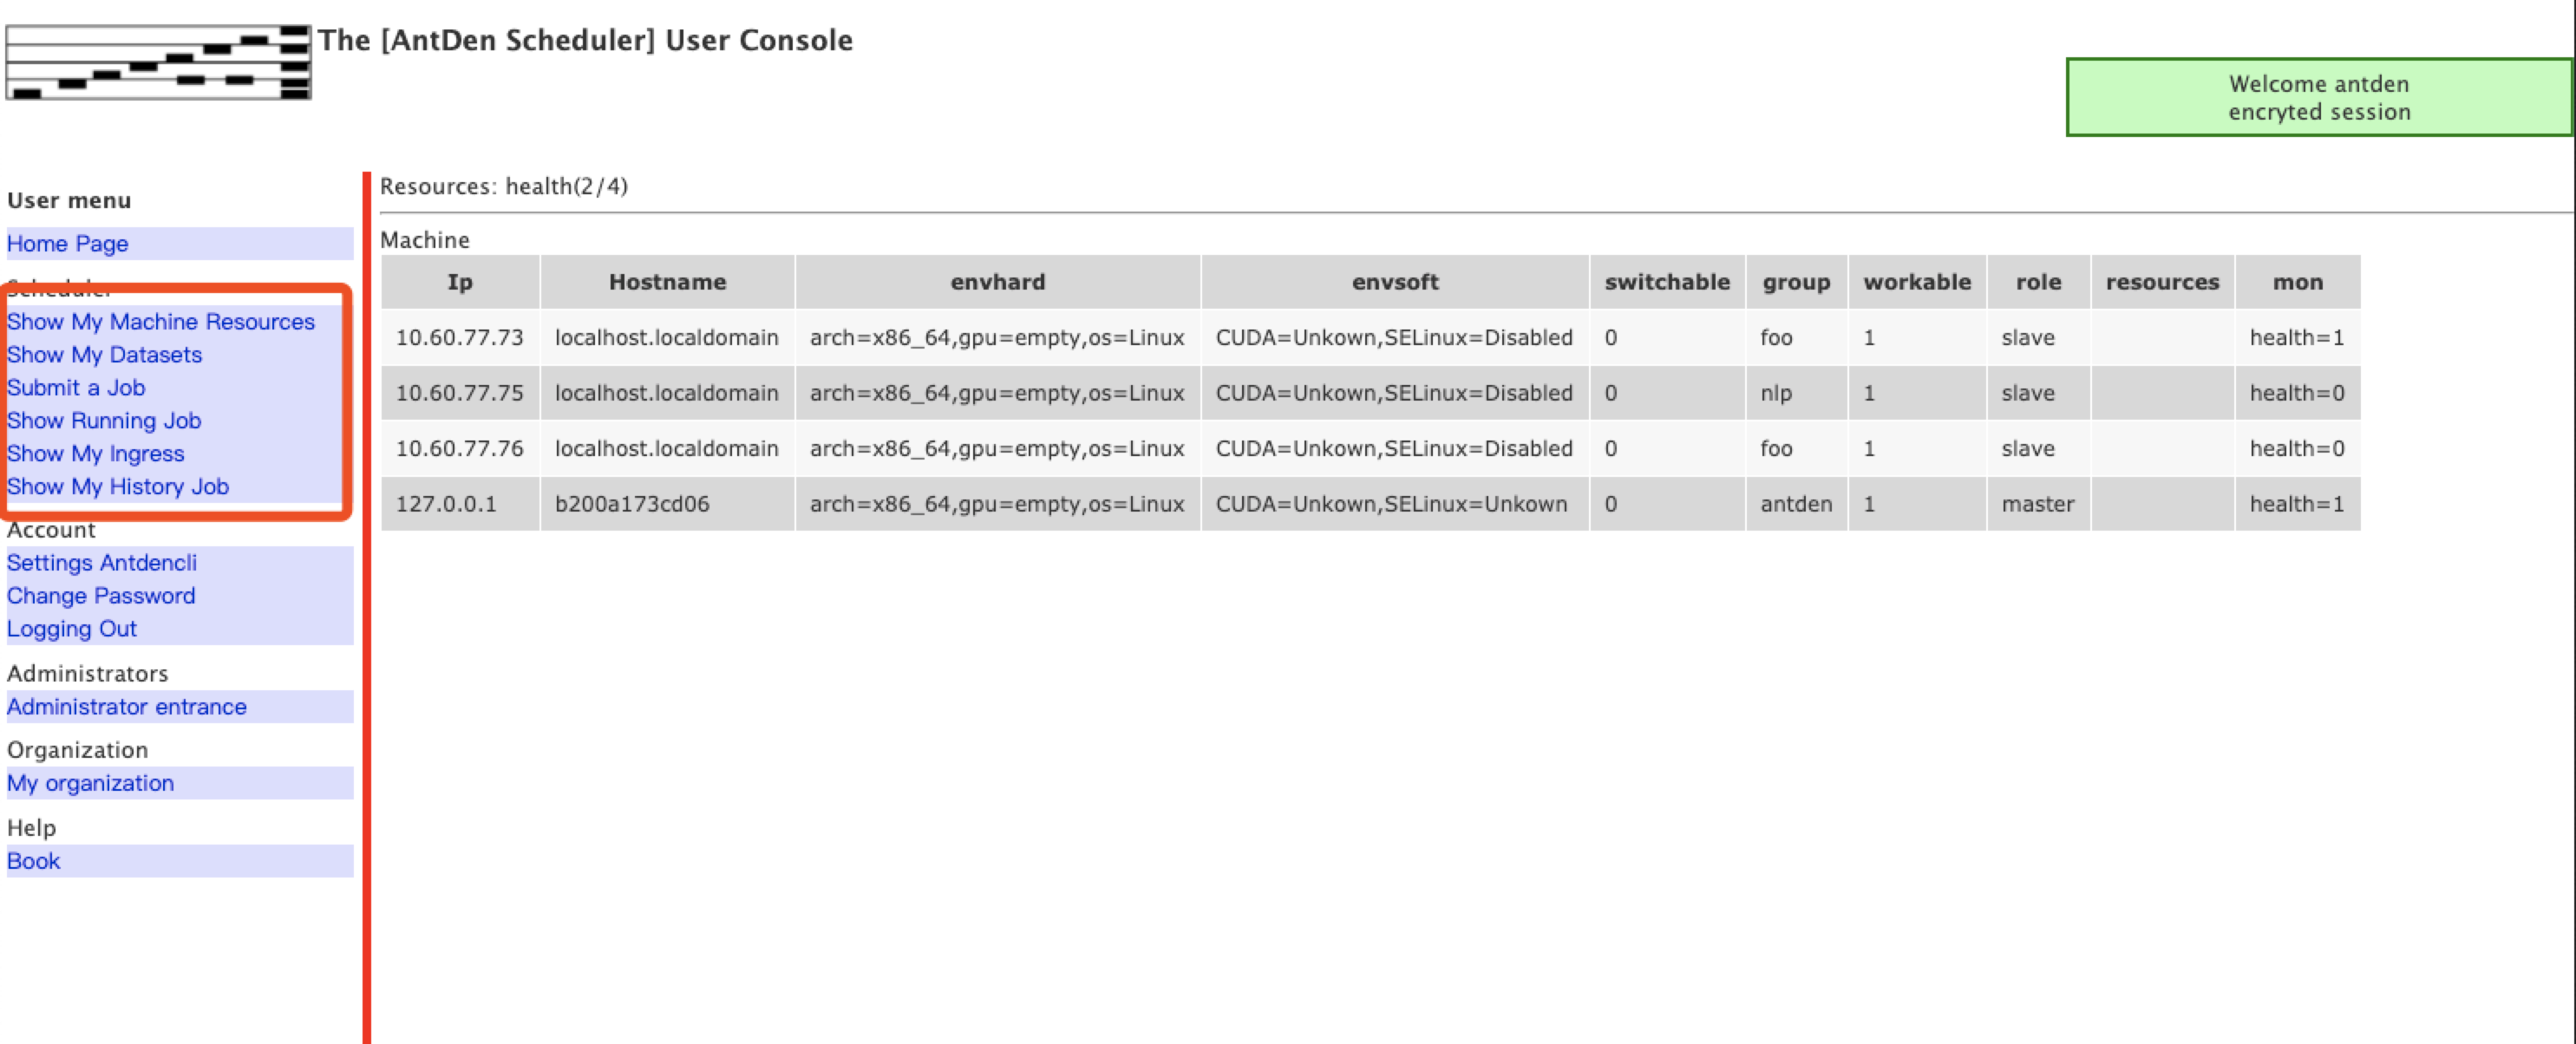 The [AntDen Scheduler] User Console
Welcome antden
encryted session
User menu
Home Page
Scheduler
Show My Machine Resources
Show My Datasets
Submit a Job
Show Running Job
Show My Ingress
Show My History Job
Account
Settings Antdencli
Change Password
Logging Out
Administrators
Administrator entrance
Organization
My organization
Help
Book
Resources: health(2/4)
Machine
Ip Hostname envhard envsoft switchable group workable role resources mon
10.60.77.73 localhost.localdomain arch=x86_64,gpu=empty,os=Linux CUDA=Unkown,SELinux=Disabled 0 foo 1 slave health=1
10.60.77.75 localhost.localdomain arch=x86_64,gpu=empty,os=Linux CUDA=Unkown,SELinux=Disabled 0 nlp 1 slave health=0
10.60.77.76 localhost.localdomain arch=x86_64,gpu=empty,os=Linux CUDA=Unkown,SELinux=Disabled 0 foo 1 slave health=0
127.0.0.1 b200a173cd06 arch=x86_64,gpu=empty,os=Linux CUDA=Unkown,SELinux=Unkown 0 antden 1 master health=1